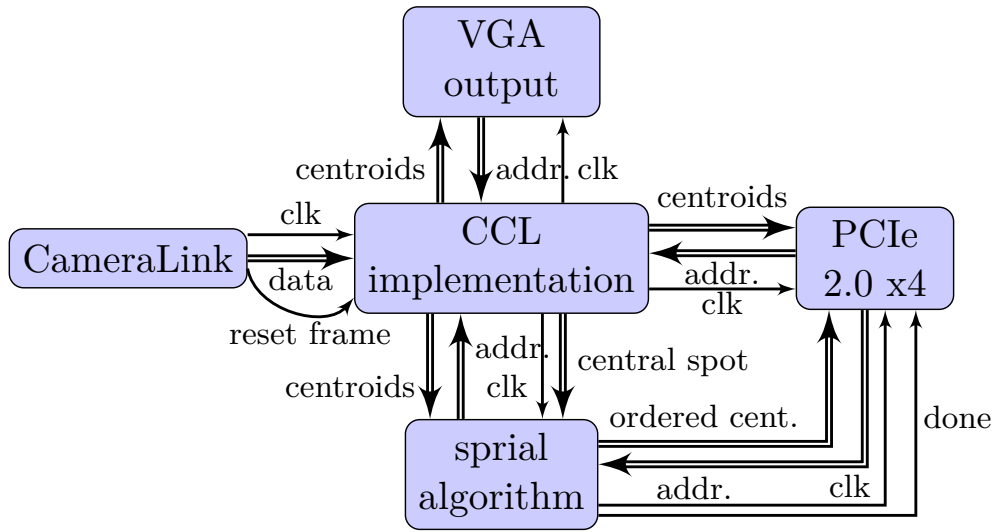 VGA
output
centroids
addr.
clk
centroids
clk
CCL
PCIe
CameraLink
implementation
2.0 x4
data
addr.
clk
reset frame
addr.
centroids
clk
central spot
ordered cent.
done
sprial
algorithm
addr.
clk